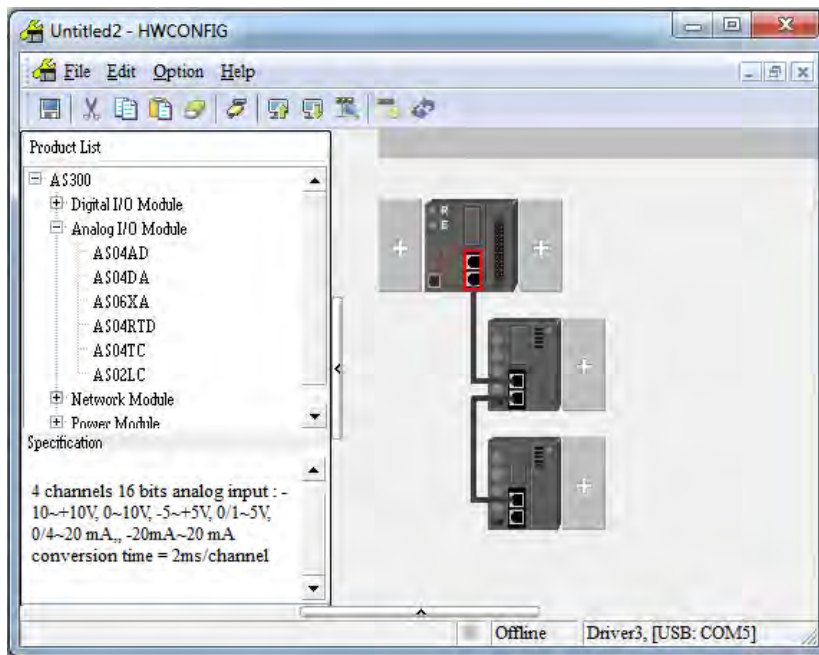 Untitled2 - HWCONFIG
File Edit Option Help
Product List
AS300
Digital I/O Module
Analog I/O Module
AS04AD
AS04DA
AS06XA
AS04RTD
AS04TC
AS02LC
Network Module
Power Module
Specification
4 channels 16 bits analog input : -
10~+10V, 0~10V, -5~+5V, 0/1~5V,
0/4~20 mA,, -20mA~20 mA
conversion time = 2ms/channel
R
E
Offline Driver3, [USB: COM5]